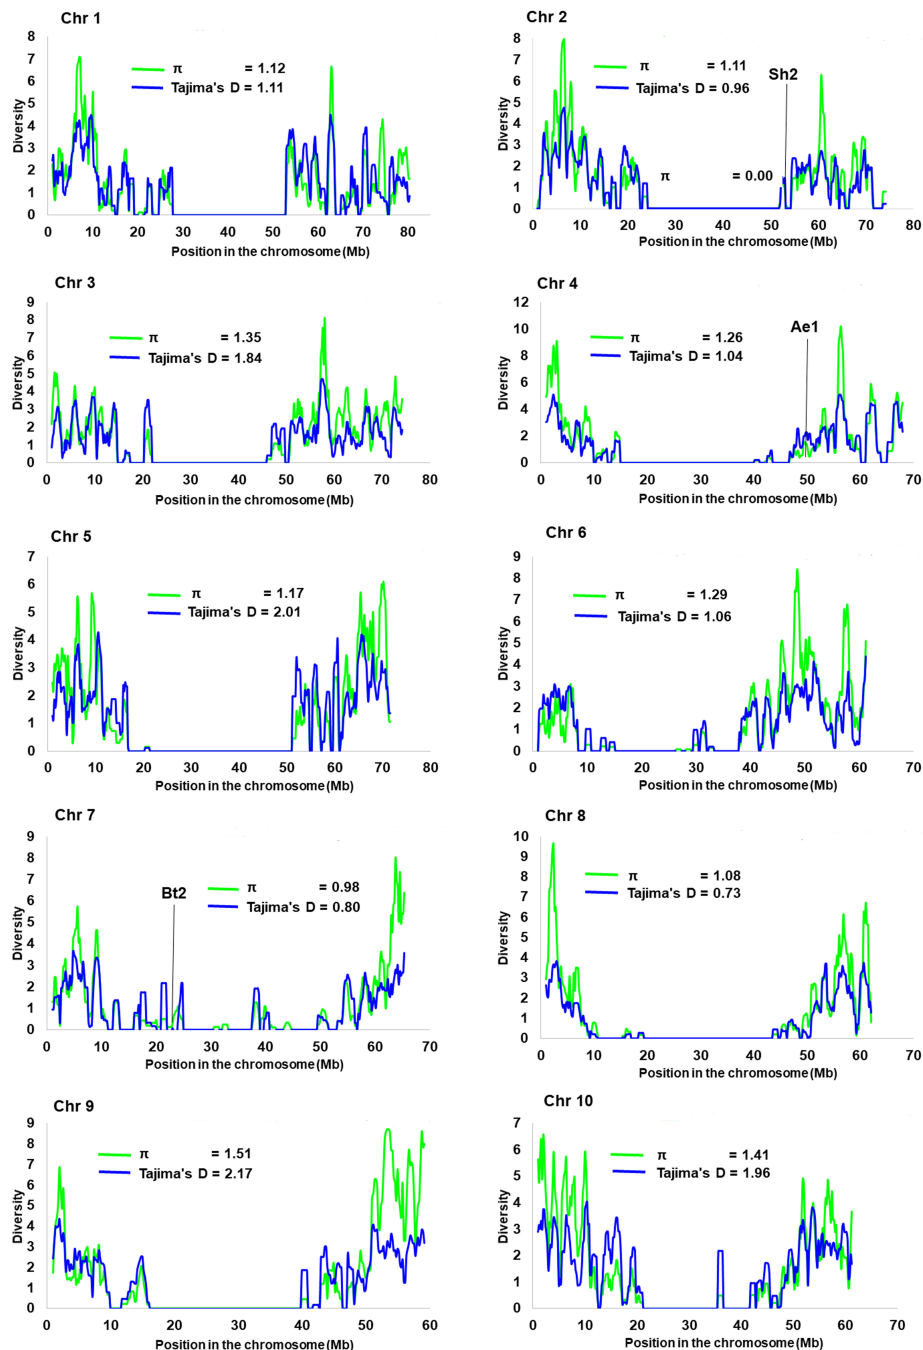 Chr 1
8
7
6
5
4
3
2
1
0
Diversity
π = 1.12
Tajima's D = 1.11
0 10 20 30 40 50 60 70 80
Position in the chromosome (Mb)
Chr 2
8
7
6
5
4
3
2
1
0
Diversity
π = 1.11
Tajima's D = 0.96
Sh2
π = 0.00
0 10 20 30 40 50 60 70 80
Position in the chromosome (Mb)
Chr 3
9
8
7
6
5
4
3
2
1
0
Diversity
π = 1.35
Tajima's D = 1.84
0 10 20 30 40 50 60 70 80
Position in the chromosome (Mb)
Chr 4
12
10
8
6
4
2
0
Diversity
π = 1.26
Tajima's D = 1.04
Ae1
0 10 20 30 40 50 60 70
Position in the chromosome (Mb)
Chr 5
7
6
5
4
3
2
1
0
Diversity
π = 1.17
Tajima's D = 2.01
0 10 20 30 40 50 60 70 80
Position in the chromosome (Mb)
Chr 6
9
8
7
6
5
4
3
2
1
0
Diversity
π = 1.29
Tajima's D = 1.06
0 10 20 30 40 50 60 70
Position in the chromosome (Mb)
Chr 7
9
8
7
6
5
4
3
2
1
0
Diversity
Bt2
π = 0.98
Tajima's D = 0.80
0 10 20 30 40 50 60 70
Position in the chromosome (Mb)
Chr 8
10
9
8
7
6
5
4
3
2
1
0
Diversity
π = 1.08
Tajima's D = 0.73
0 10 20 30 40 50 60 70
Position in the chromosome (Mb)
Chr 9
9
8
7
6
5
4
3
2
1
0
Diversity
π = 1.51
Tajima's D = 2.17
0 10 20 30 40 50 60
Position in the chromosome (Mb)
Chr 10
7
6
5
4
3
2
1
0
Diversity
π = 1.41
Tajima's D = 1.96
0 10 20 30 40 50 60 70
Position in the chromosome (Mb)